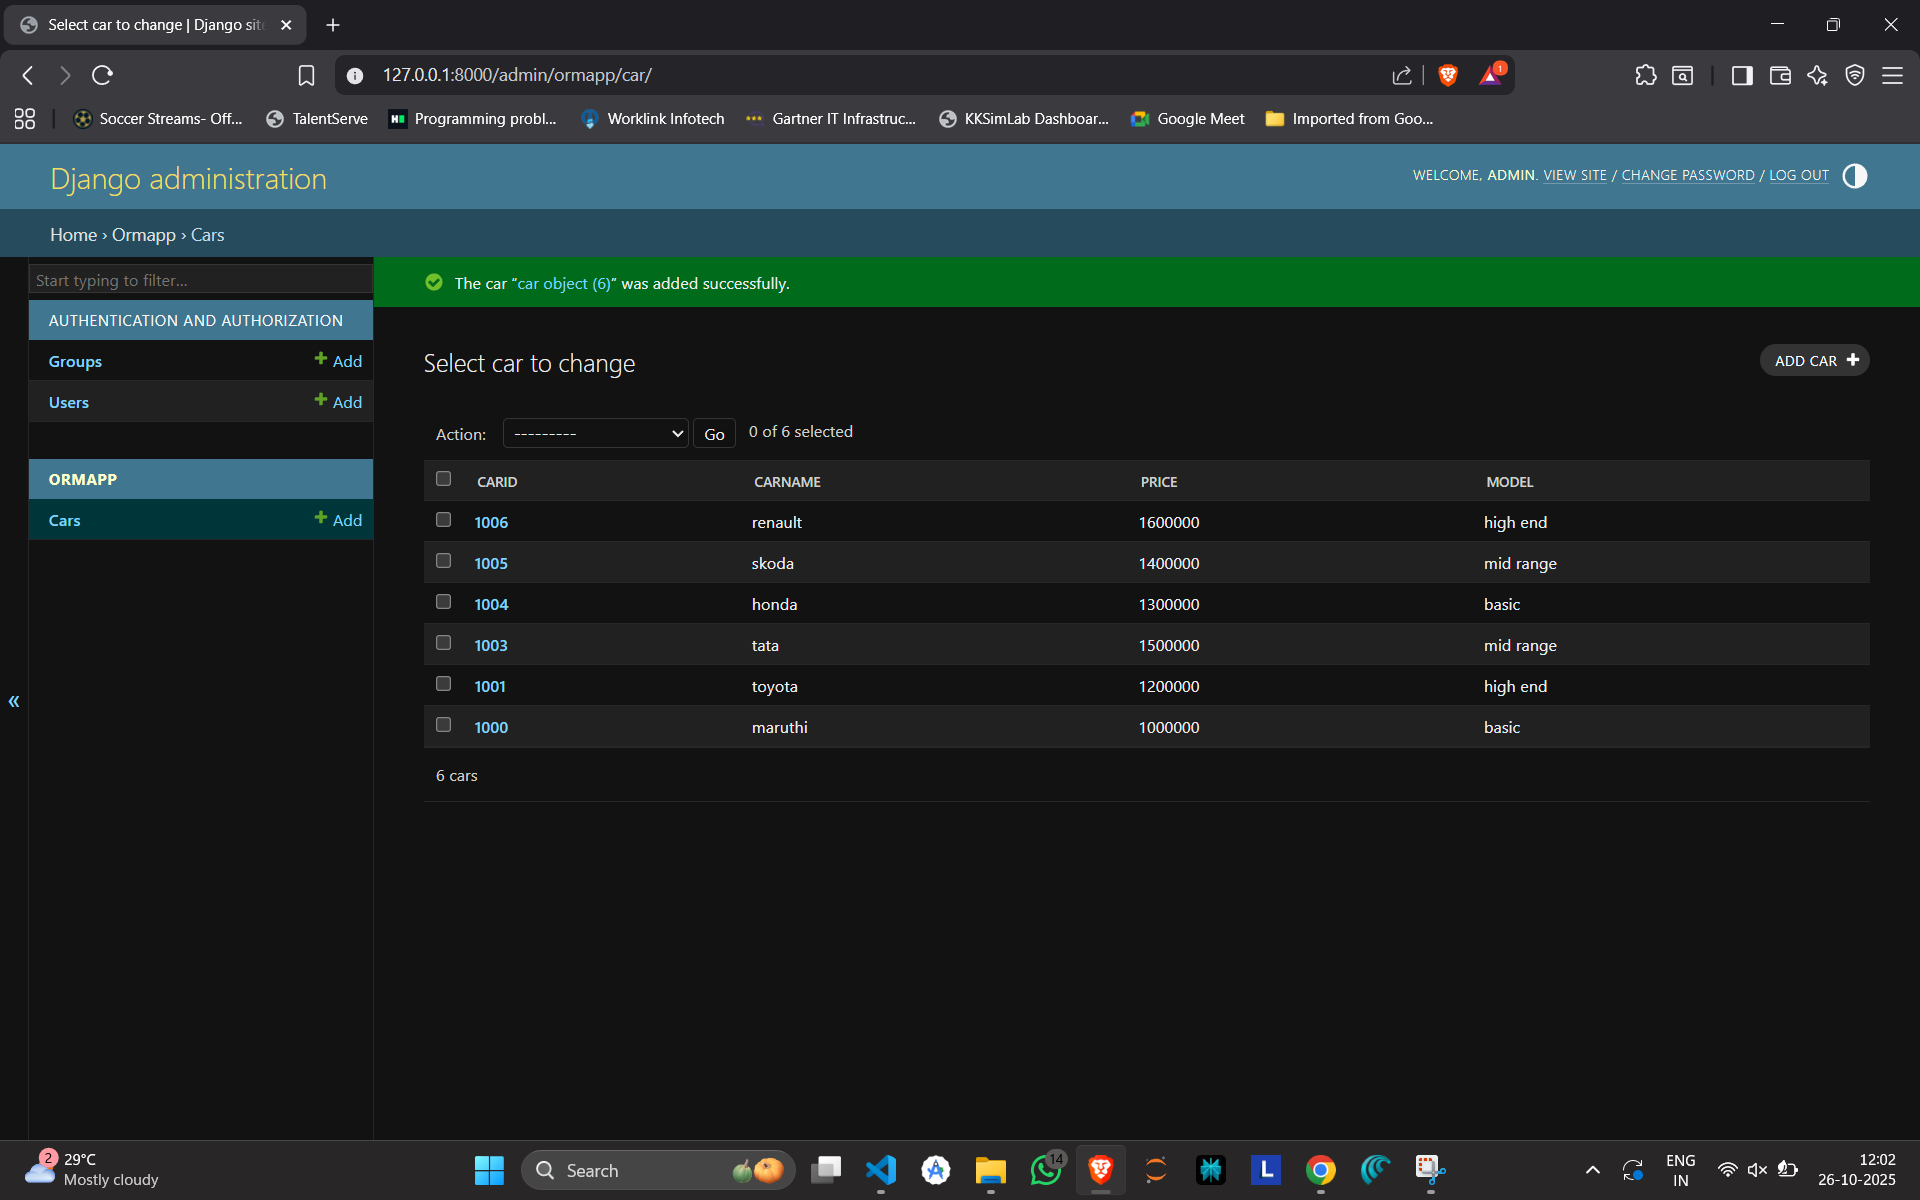 Select car to change | Django sit
127.0.0.1:8000/admin/ormapp/car/
1
Soccer Streams- Off...
TalentServe
Programming probl...
Worklink Infotech
Gartner IT Infrastruc...
KKSimLab Dashboar...
Google Meet
Imported from Goo...
Django administration
WELCOME, ADMIN. VIEW SITE / CHANGE PASSWORD / LOG OUT
Home › Ormapp › Cars
Start typing to filter...
The car “car object (6)” was added successfully.
AUTHENTICATION AND AUTHORIZATION
Groups + Add
Users + Add
ORMAPP
Cars + Add
«
Select car to change
ADD CAR +
Action: --------- Go 0 of 6 selected
CARID CARNAME PRICE MODEL
1006 renault 1600000 high end
1005 skoda 1400000 mid range
1004 honda 1300000 basic
1003 tata 1500000 mid range
1001 toyota 1200000 high end
1000 maruthi 1000000 basic
6 cars
2
29°C
Mostly cloudy
Search
14
L
ENG
IN
12:02
26-10-2025